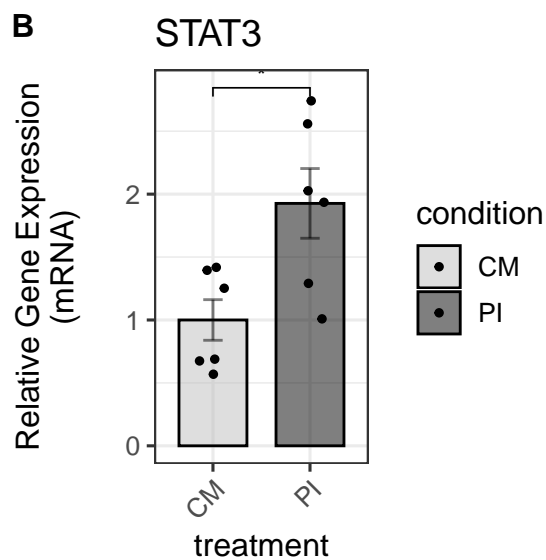 B
STAT3
*
Relative Gene Expression
(mRNA)
2
1
0
CM
PI
treatment
condition
CM
PI